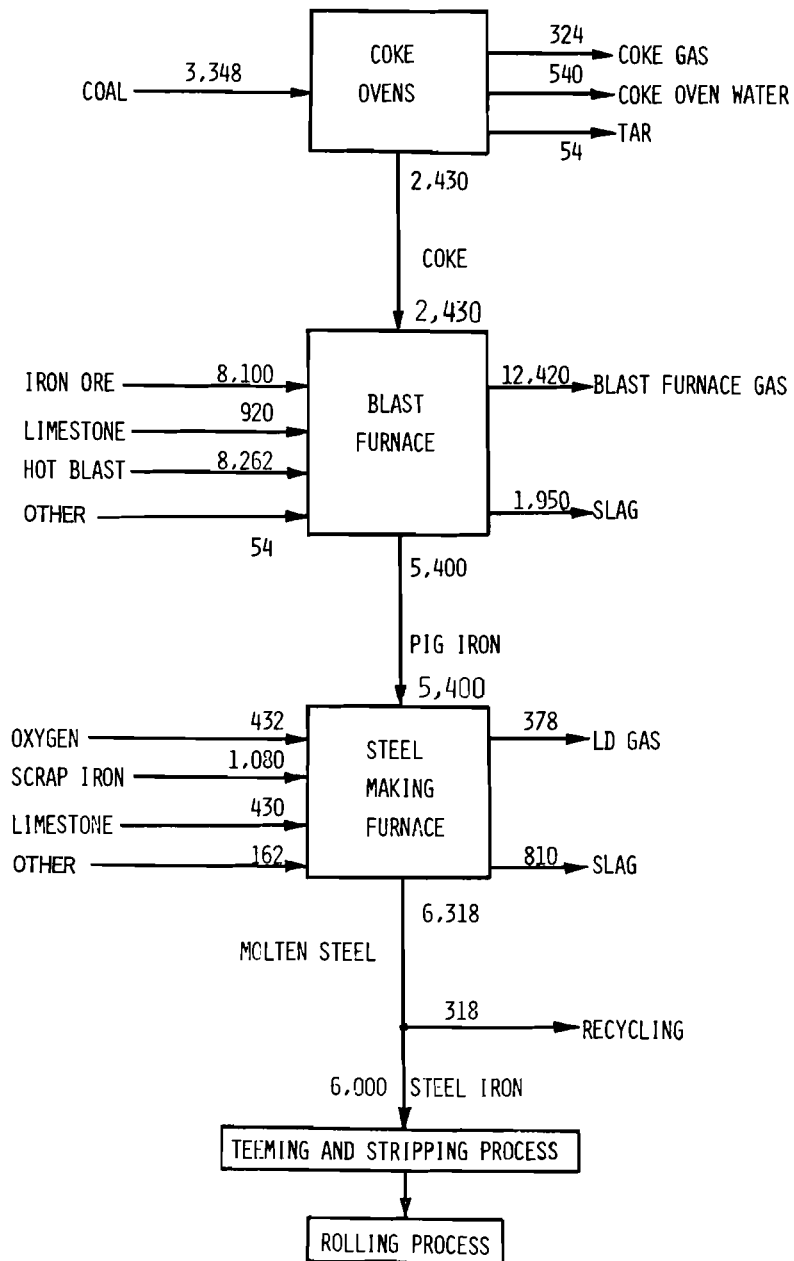 324
COKE
COKE GAS
3,348
540
COAL
OVENS
COKE OVEN WATER
TAR
54
2,430
COKE
2,430
IRON ORE
8,100
12,420
BLAST FURNACE GAS
LIMESTONE
920
BLAST
FURNACE
HOT BLAST
8,262
OTHER
1,950
SLAG
54
5,400
PIG IRON
5,400
OXYGEN
432
378
LD GAS
STEEL
SCRAP IRON
1,080
MAKING
LIMESTONE
430
FURNACE
OTHER
162
810
SLAG
6,318
MOLTEN STEEL
318
RECYCLING
6,000 STEEL IRON
TEEMING AND STRIPPING PROCESS
ROLLING PROCESS